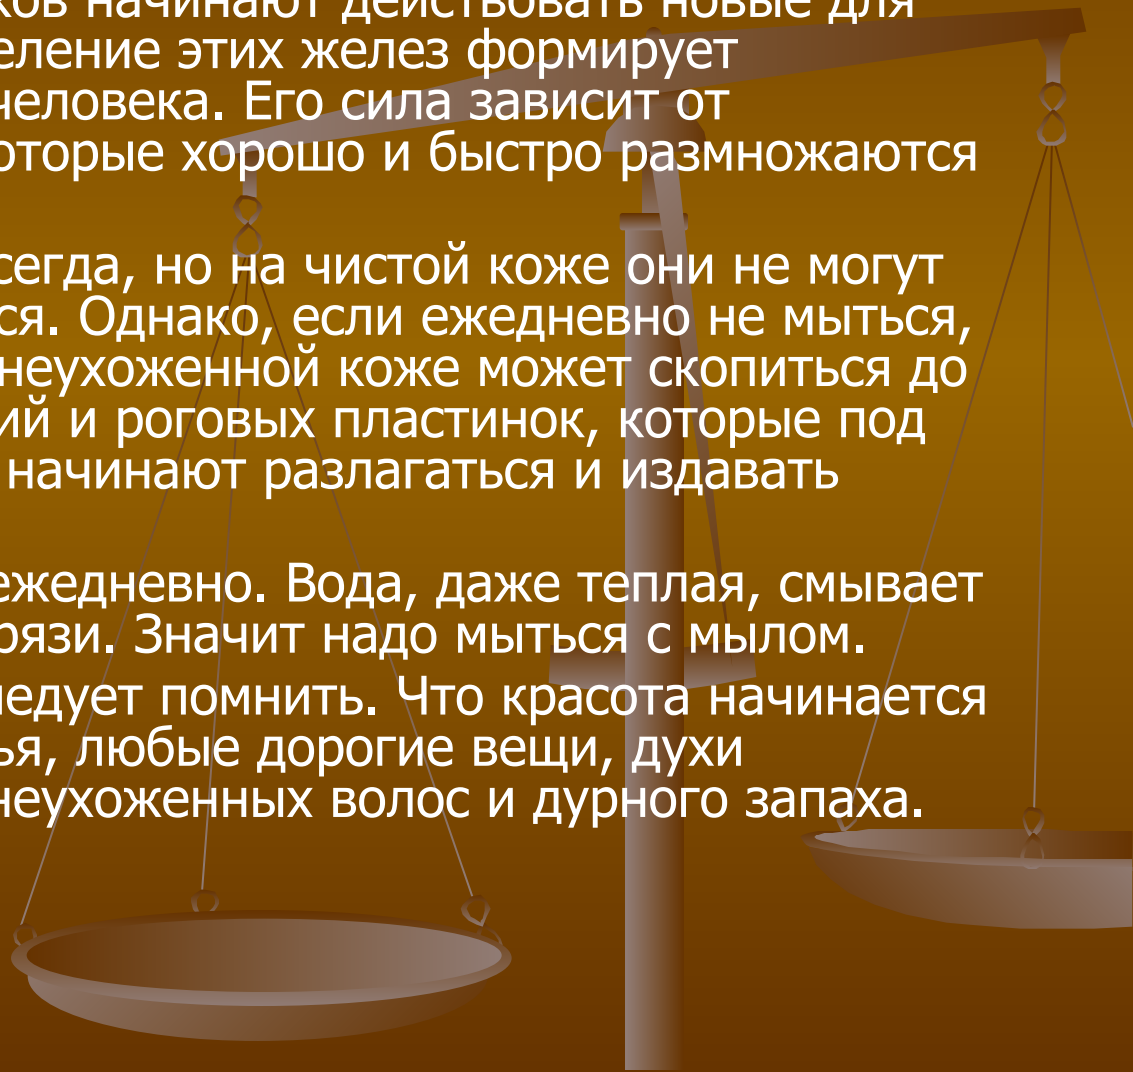 ков начинают действовать новые для
еление этих желез формирует
человека. Его сила зависит от
оторые хорошо и быстро размножаются
сегда, но на чистой коже они не могут
ся. Однако, если ежедневно не мыться,
неухоженной коже может скопиться до
ий и роговых пластинок, которые под
начинают разлагаться и издавать
ежедневно. Вода, даже теплая, смывает
рязи. Значит надо мыться с мылом.
ледует помнить. Что красота начинается
ья, любые дорогие вещи, духи
неухоженных волос и дурного запаха.